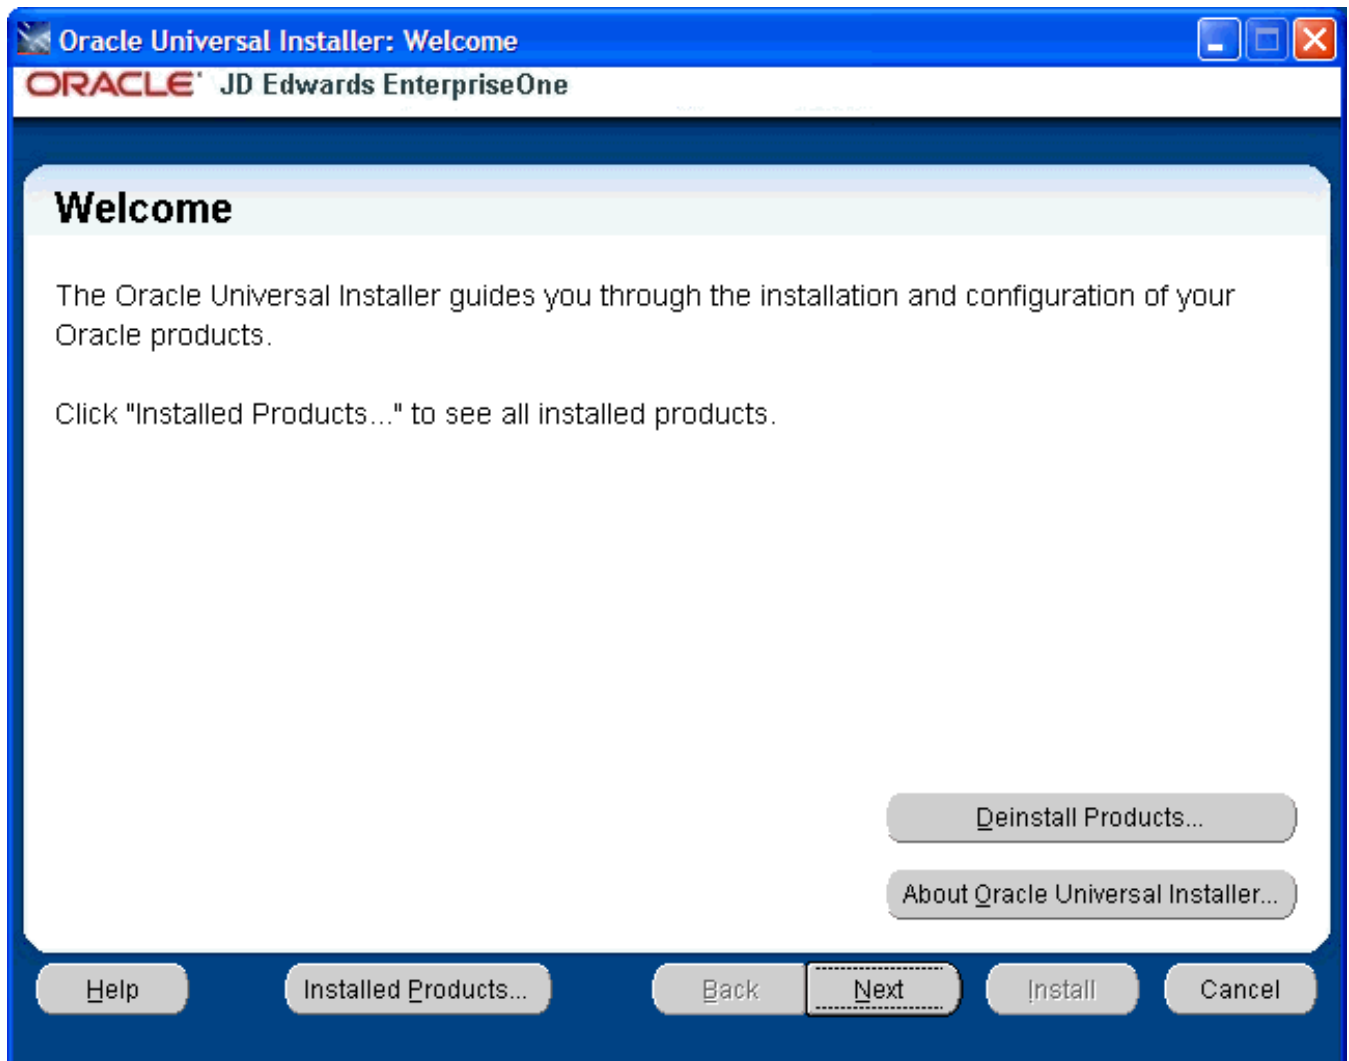 Oracle Universal Installer: Welcome
ORACLE JD Edwards EnterpriseOne
Welcome
The Oracle Universal Installer guides you through the installation and configuration of your
Oracle products.
Click "Installed Products..." to see all installed products.
Deinstall Products...
About Oracle Universal Installer...
Help Installed Products... Back Next Install Cancel